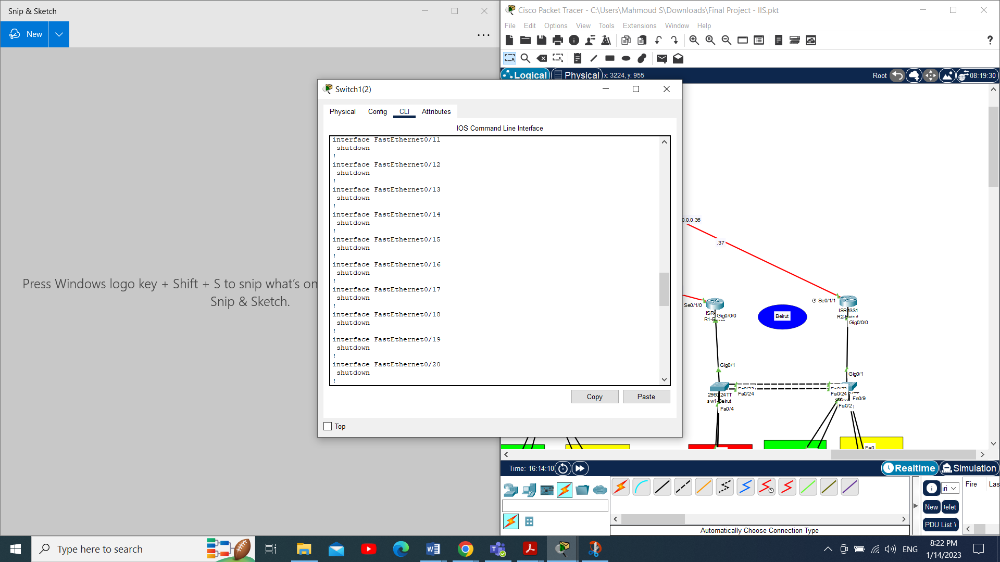 Snip & Sketch
New
Press Windows logo key + Shift + S to snip what's on
Snip & Sketch.
Cisco Packet Tracer - C:\Users\Mahmoud S\Downloads\Final Project - IIS.pkt
File Edit Options View Tools Extensions Window Help
Logical Physical x: 3224, y: 955
Root 08:19:30
Switch1(2)
Physical Config CLI Attributes
IOS Command Line Interface
interface FastEthernet0/11
shutdown
!
interface FastEthernet0/12
shutdown
!
interface FastEthernet0/13
shutdown
!
interface FastEthernet0/14
shutdown
!
interface FastEthernet0/15
shutdown
!
interface FastEthernet0/16
shutdown
!
interface FastEthernet0/17
shutdown
!
interface FastEthernet0/18
shutdown
!
interface FastEthernet0/19
shutdown
!
interface FastEthernet0/20
shutdown
!
Copy Paste
Top
0.0.0.36
.37
Se0/1/0
Gig0/0/0
Beirut
Se0/1/1
ISR4331
R2-Beirut
Gig0/0/0
Gig0/1
Gig0/1
Fa0/24
2960-24TT
sw1-Beirut
Fa0/4
Fa0/24
Fa0/9
Fa0/2
Fa0
Time: 16:14:10
Realtime Simulation
Fire Las
New
PDU List
Automatically Choose Connection Type
Type here to search
ENG
8:22 PM
1/14/2023